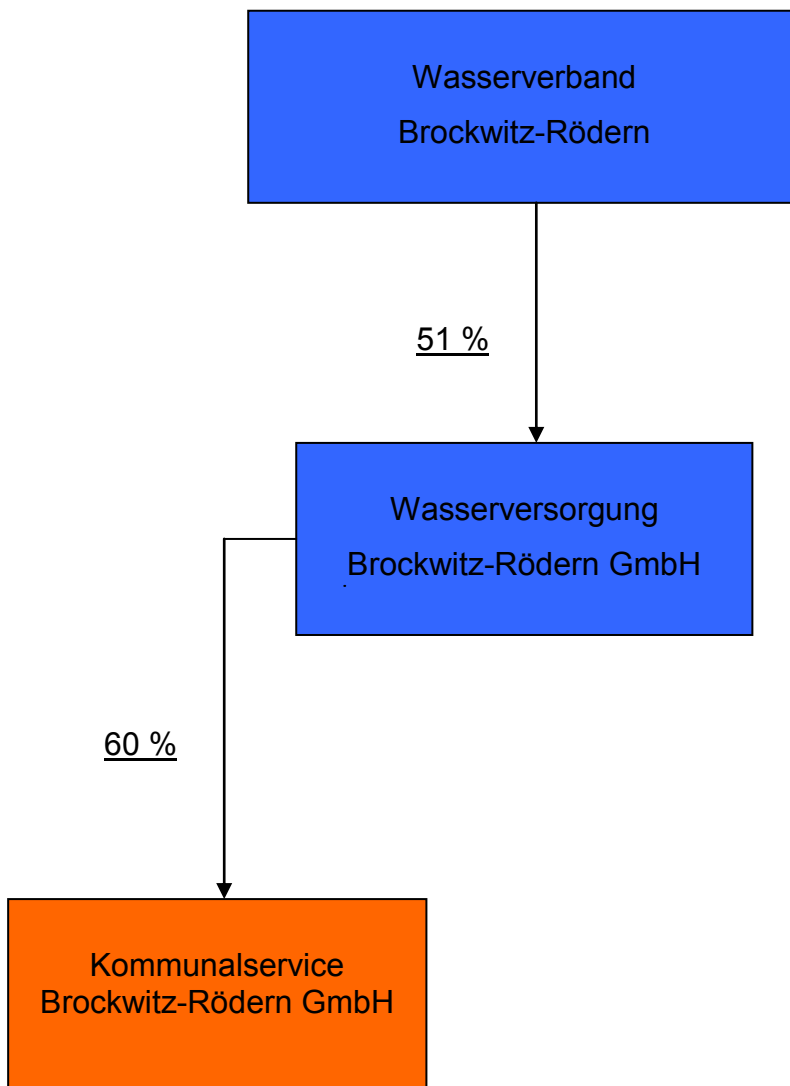 Wasserverband
Brockwitz-Rödern
51 %
Wasserversorgung
Brockwitz-Rödern GmbH
60 %
Kommunalservice
Brockwitz-Rödern GmbH